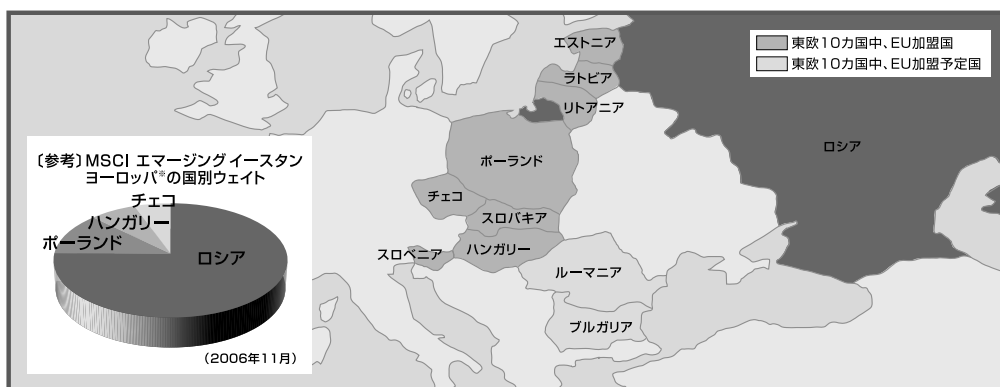 エストニア
ラトビア
リトアニア
東欧10カ国中、EU加盟国
東欧10カ国中、EU加盟予定国
ロシア
ポーランド
チェコ
スロバキア
ハンガリー
スロベニア
ルーマニア
ブルガリア
〔参考〕MSCI エマージング イースタン
ヨーロッパ※の国別ウェイト
チェコ
ハンガリー
ポーランド
ロシア
（2006年11月）